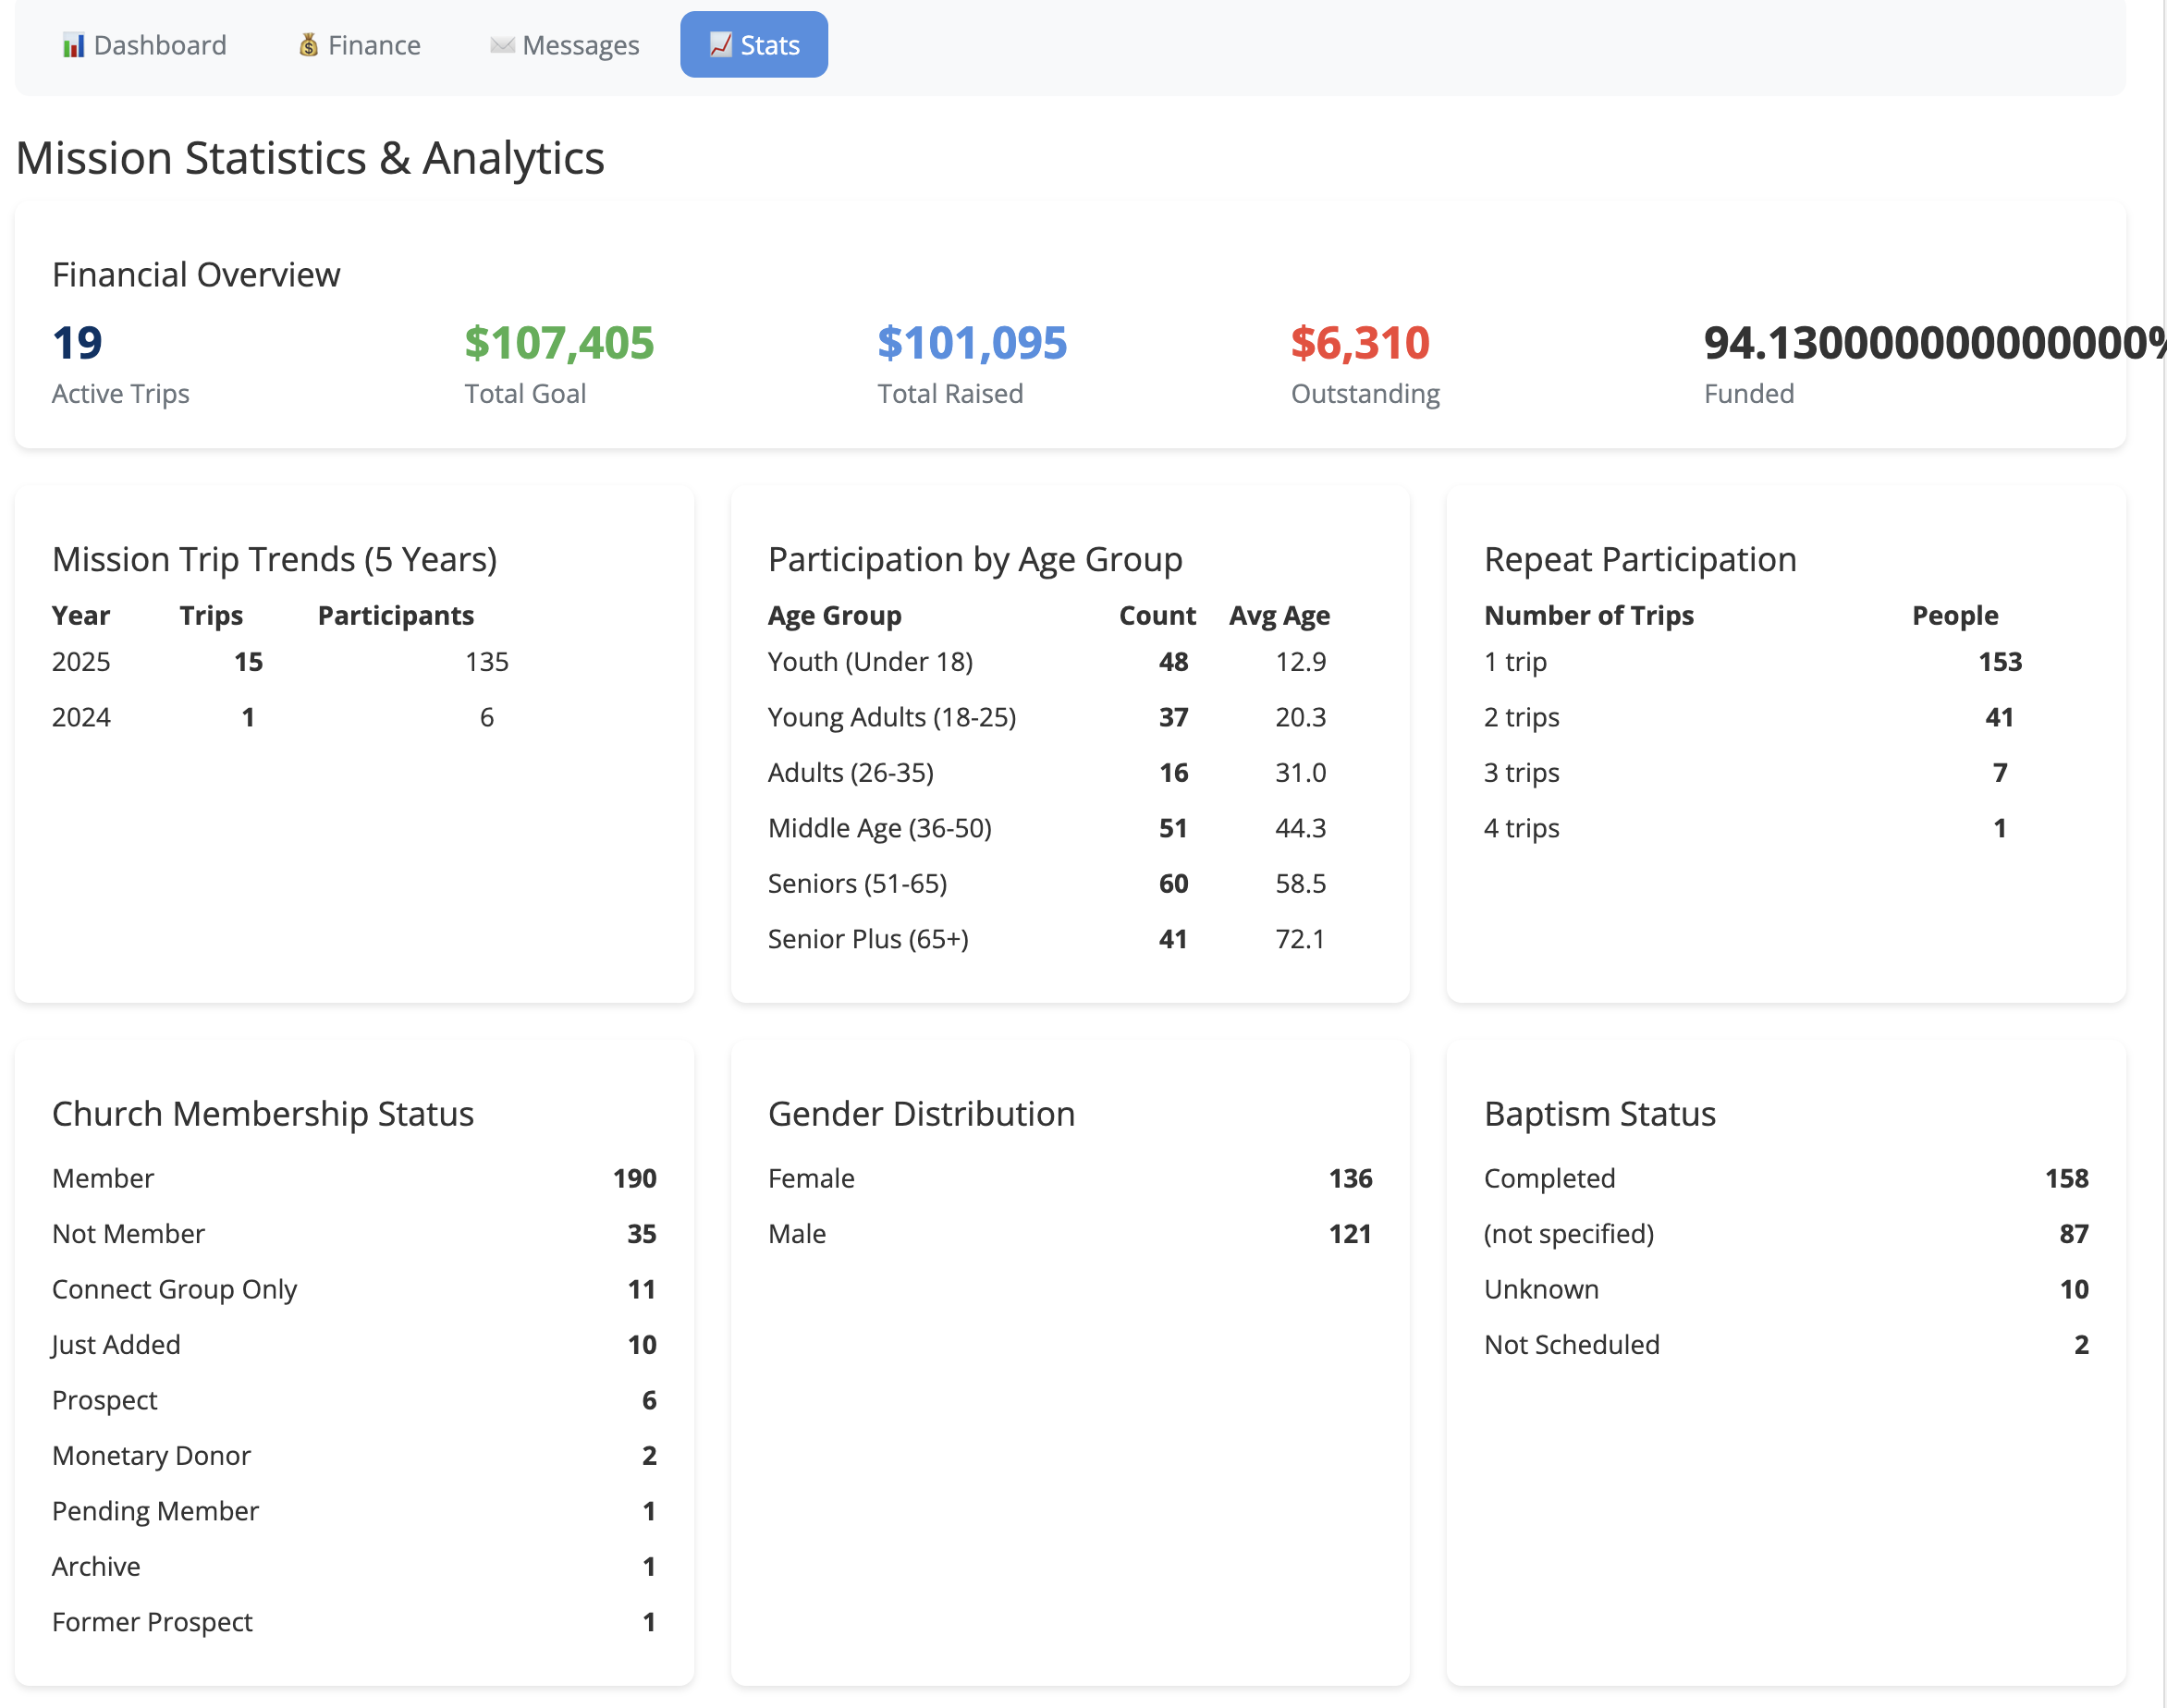 📊 Dashboard 💰 Finance ✉️ Messages 📈 Stats
Mission Statistics & Analytics
Financial Overview
19 $107,405 $101,095 $6,310 94.130000000000000%
Active Trips Total Goal Total Raised Outstanding Funded
Mission Trip Trends (5 Years)
Year Trips Participants
2025 15 135
2024 1 6
Participation by Age Group
Age Group Count Avg Age
Youth (Under 18) 48 12.9
Young Adults (18-25) 37 20.3
Adults (26-35) 16 31.0
Middle Age (36-50) 51 44.3
Seniors (51-65) 60 58.5
Senior Plus (65+) 41 72.1
Repeat Participation
Number of Trips People
1 trip 153
2 trips 41
3 trips 7
4 trips 1
Church Membership Status
Member 190
Not Member 35
Connect Group Only 11
Just Added 10
Prospect 6
Monetary Donor 2
Pending Member 1
Archive 1
Former Prospect 1
Gender Distribution
Female 136
Male 121
Baptism Status
Completed 158
(not specified) 87
Unknown 10
Not Scheduled 2